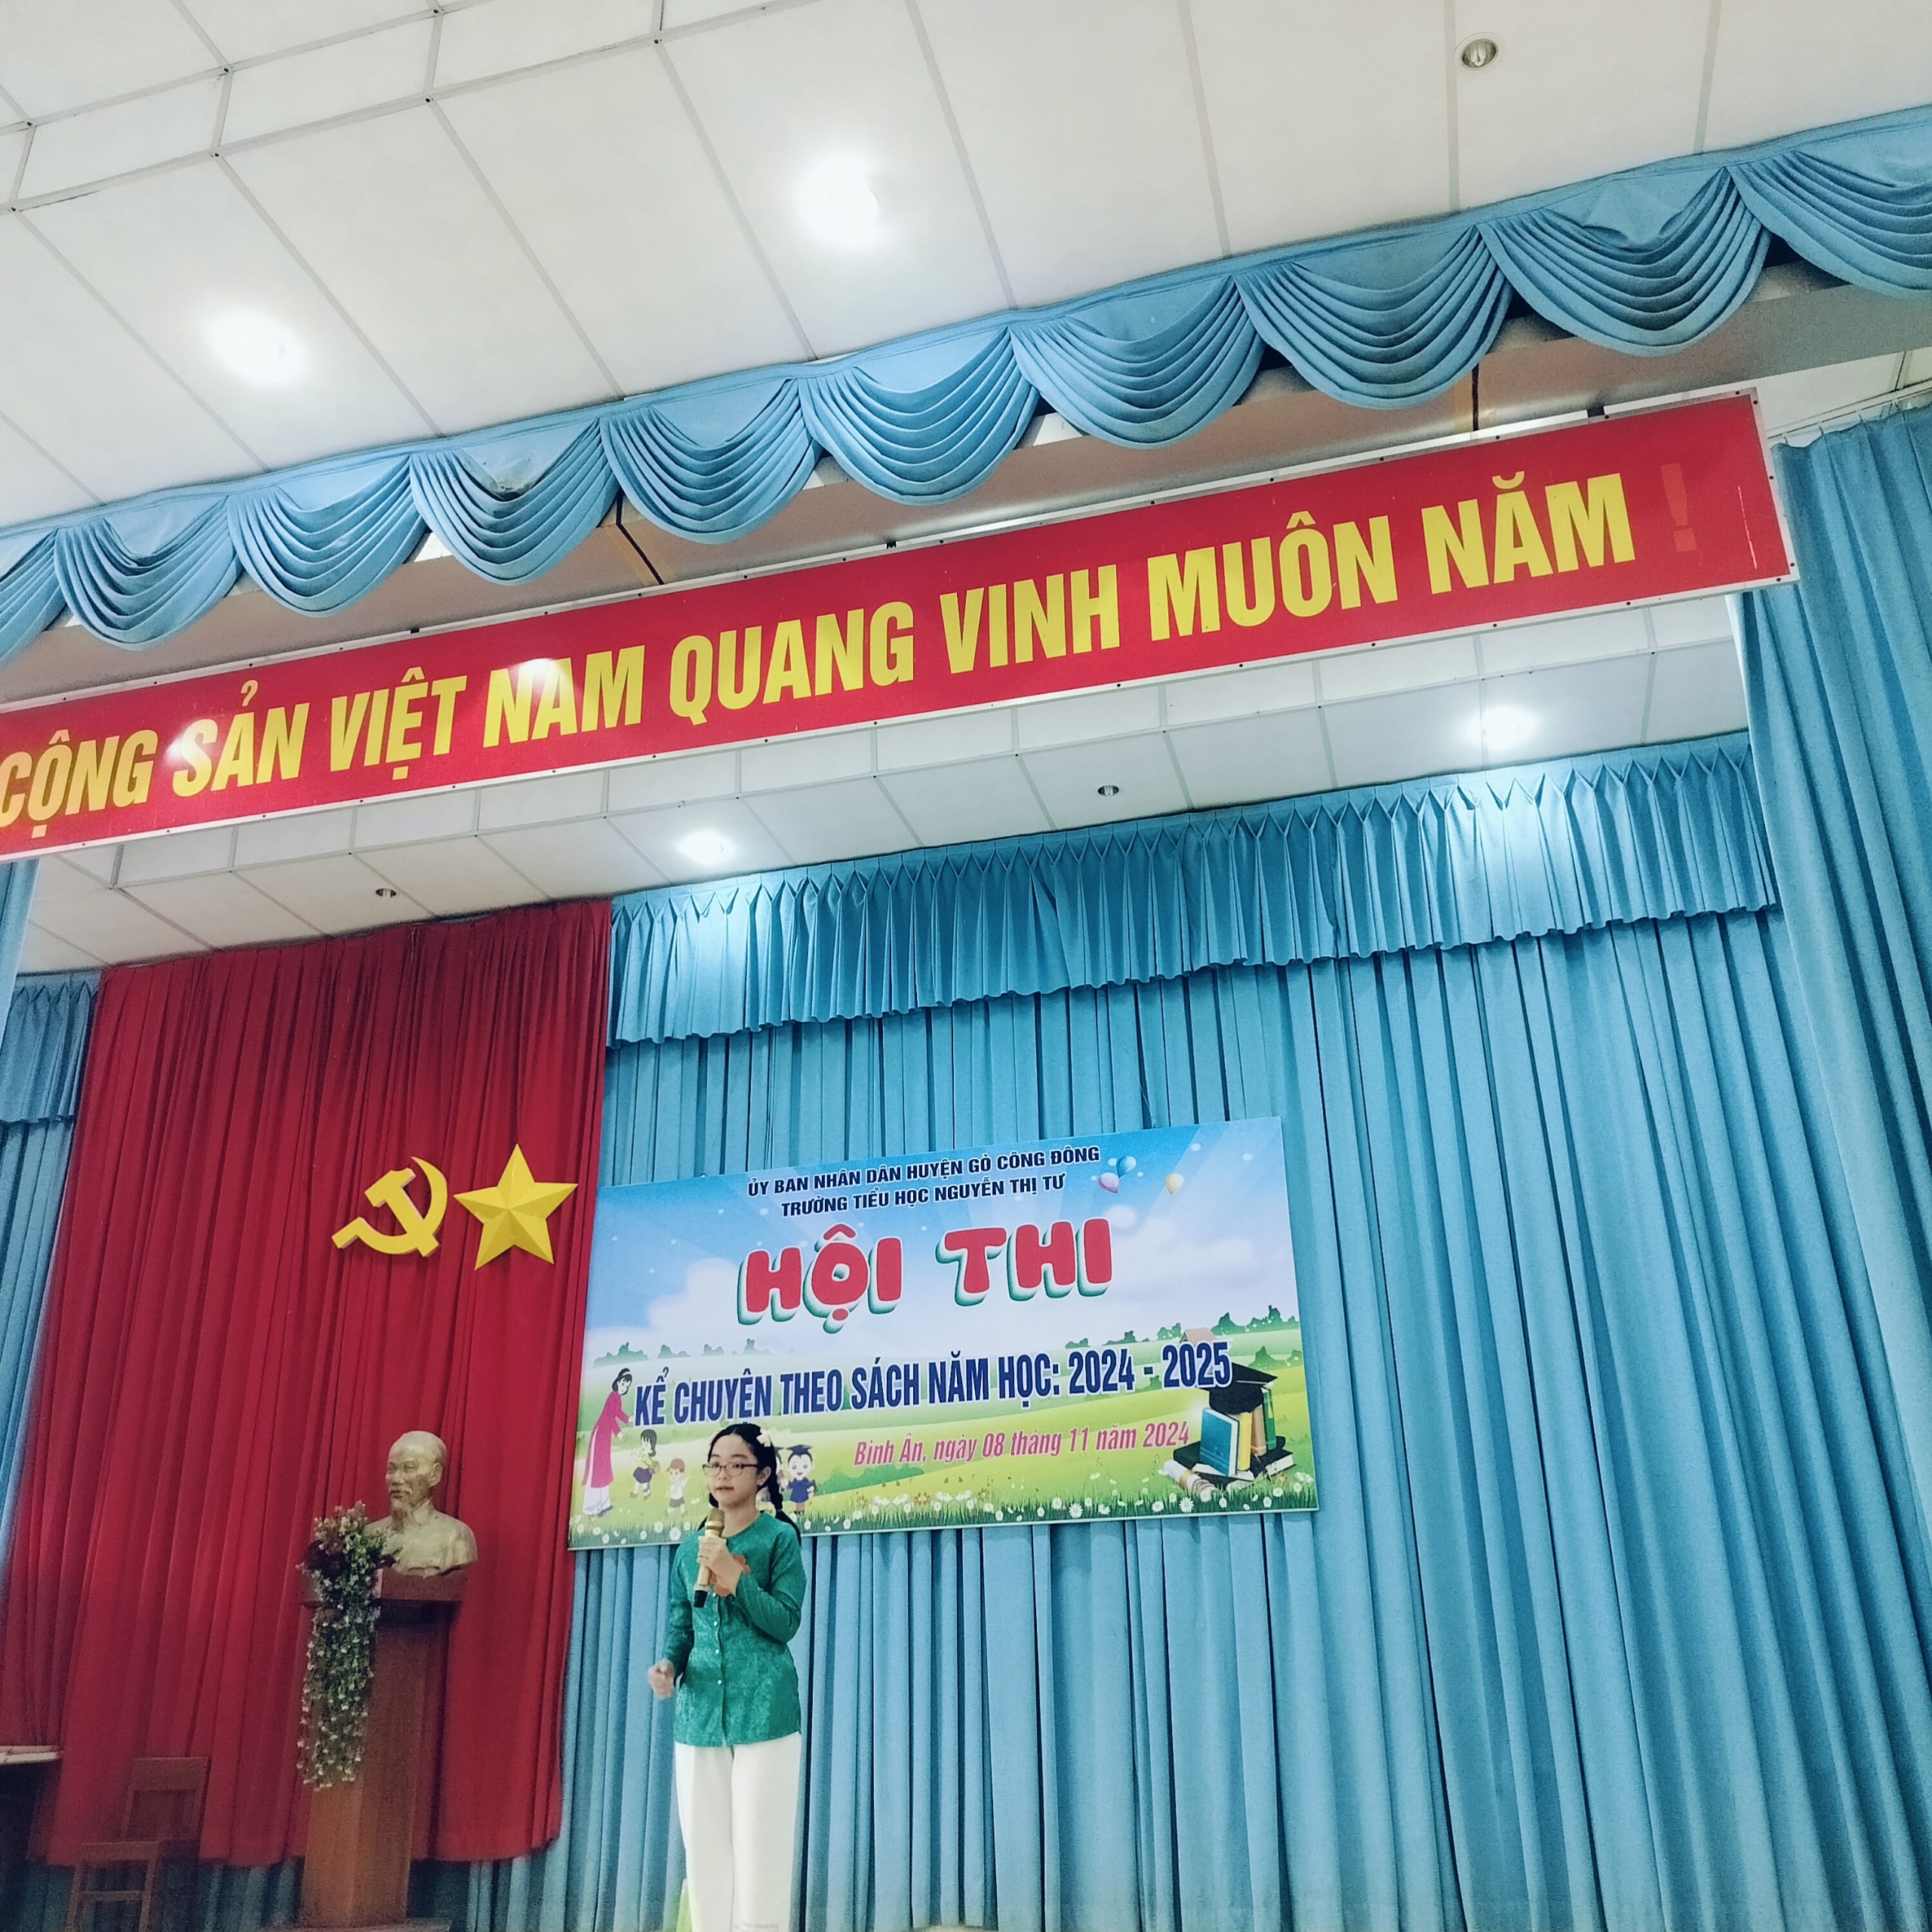 CỘNG SẢN VIỆT NAM QUANG VINH MUÔN NĂM !
ỦY BAN NHÂN DÂN HUYỆN GÒ CÔNG ĐÔNG
TRƯỜNG TIỂU HỌC NGUYỄN THỊ TƯ
HỘI THI
KỂ CHUYỆN THEO SÁCH NĂM HỌC: 2024 - 2025
Bình Ân, ngày 08 tháng 11 năm 2024